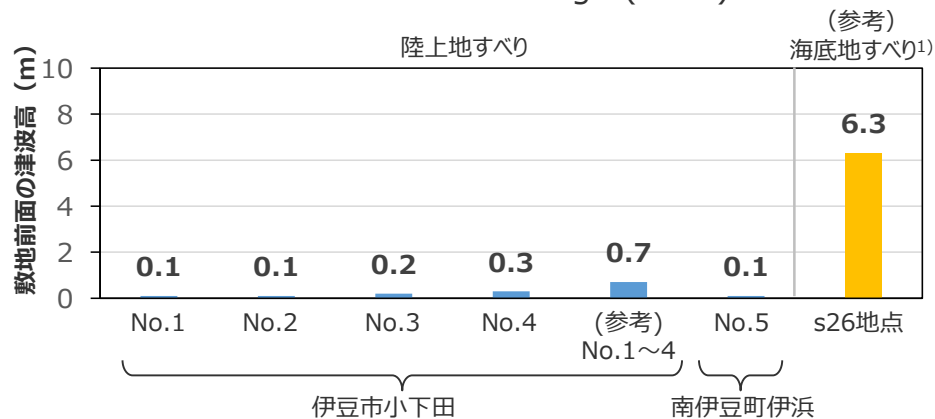 (参考)
陸上地すべり
海底地すべり1)
敷地前面の津波高 (m)
10
8
6
4
2
0
0.1
0.1
0.2
0.3
0.7
0.1
6.3
No.1
No.2
No.3
No.4
(参考)
No.1～4
No.5
s26地点
伊豆市小下田
南伊豆町伊浜